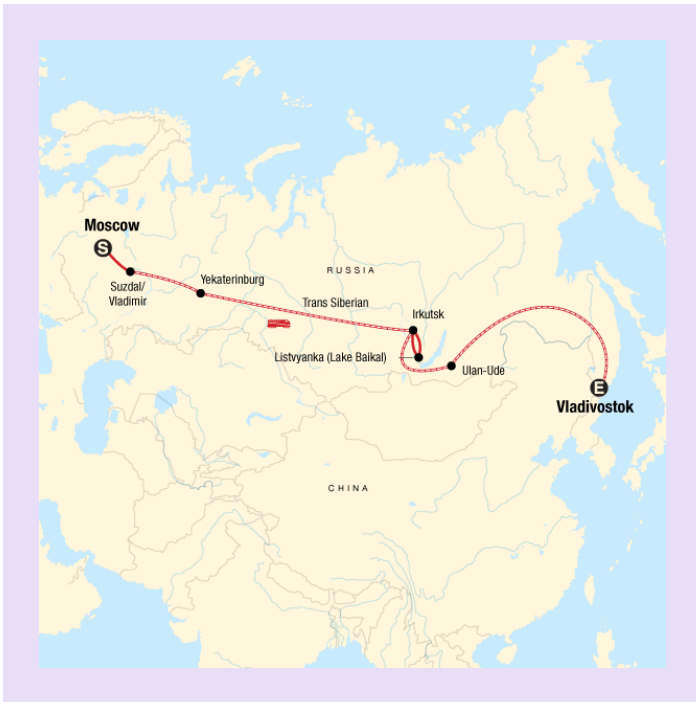 Moscow
S
Suzdal/
Vladimir
Yekaterinburg
RUSSIA
Trans Siberian
Irkutsk
Listvyanka (Lake Baikal)
Ulan-Ude
E
Vladivostok
CHINA